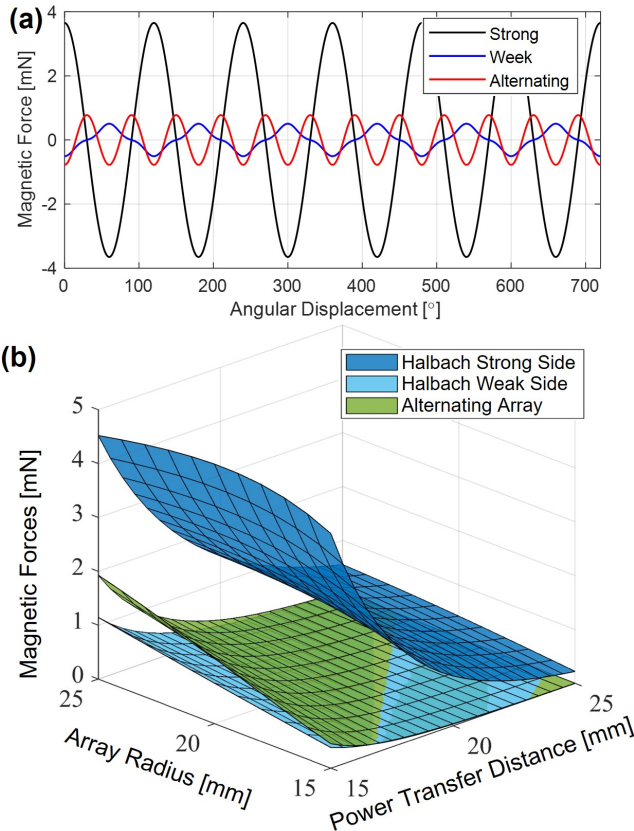 (a)
Magnetic Force [mN]
4
2
0
-2
-4
Strong
Week
Alternating
0 100 200 300 400 500 600 700
Angular Displacement [°]
(b)
Halbach Strong Side
Halbach Weak Side
Alternating Array
Magnetic Forces [mN]
5
4
3
2
1
0
25
20
15
Array Radius [mm]
15
20
25
Power Transfer Distance [mm]